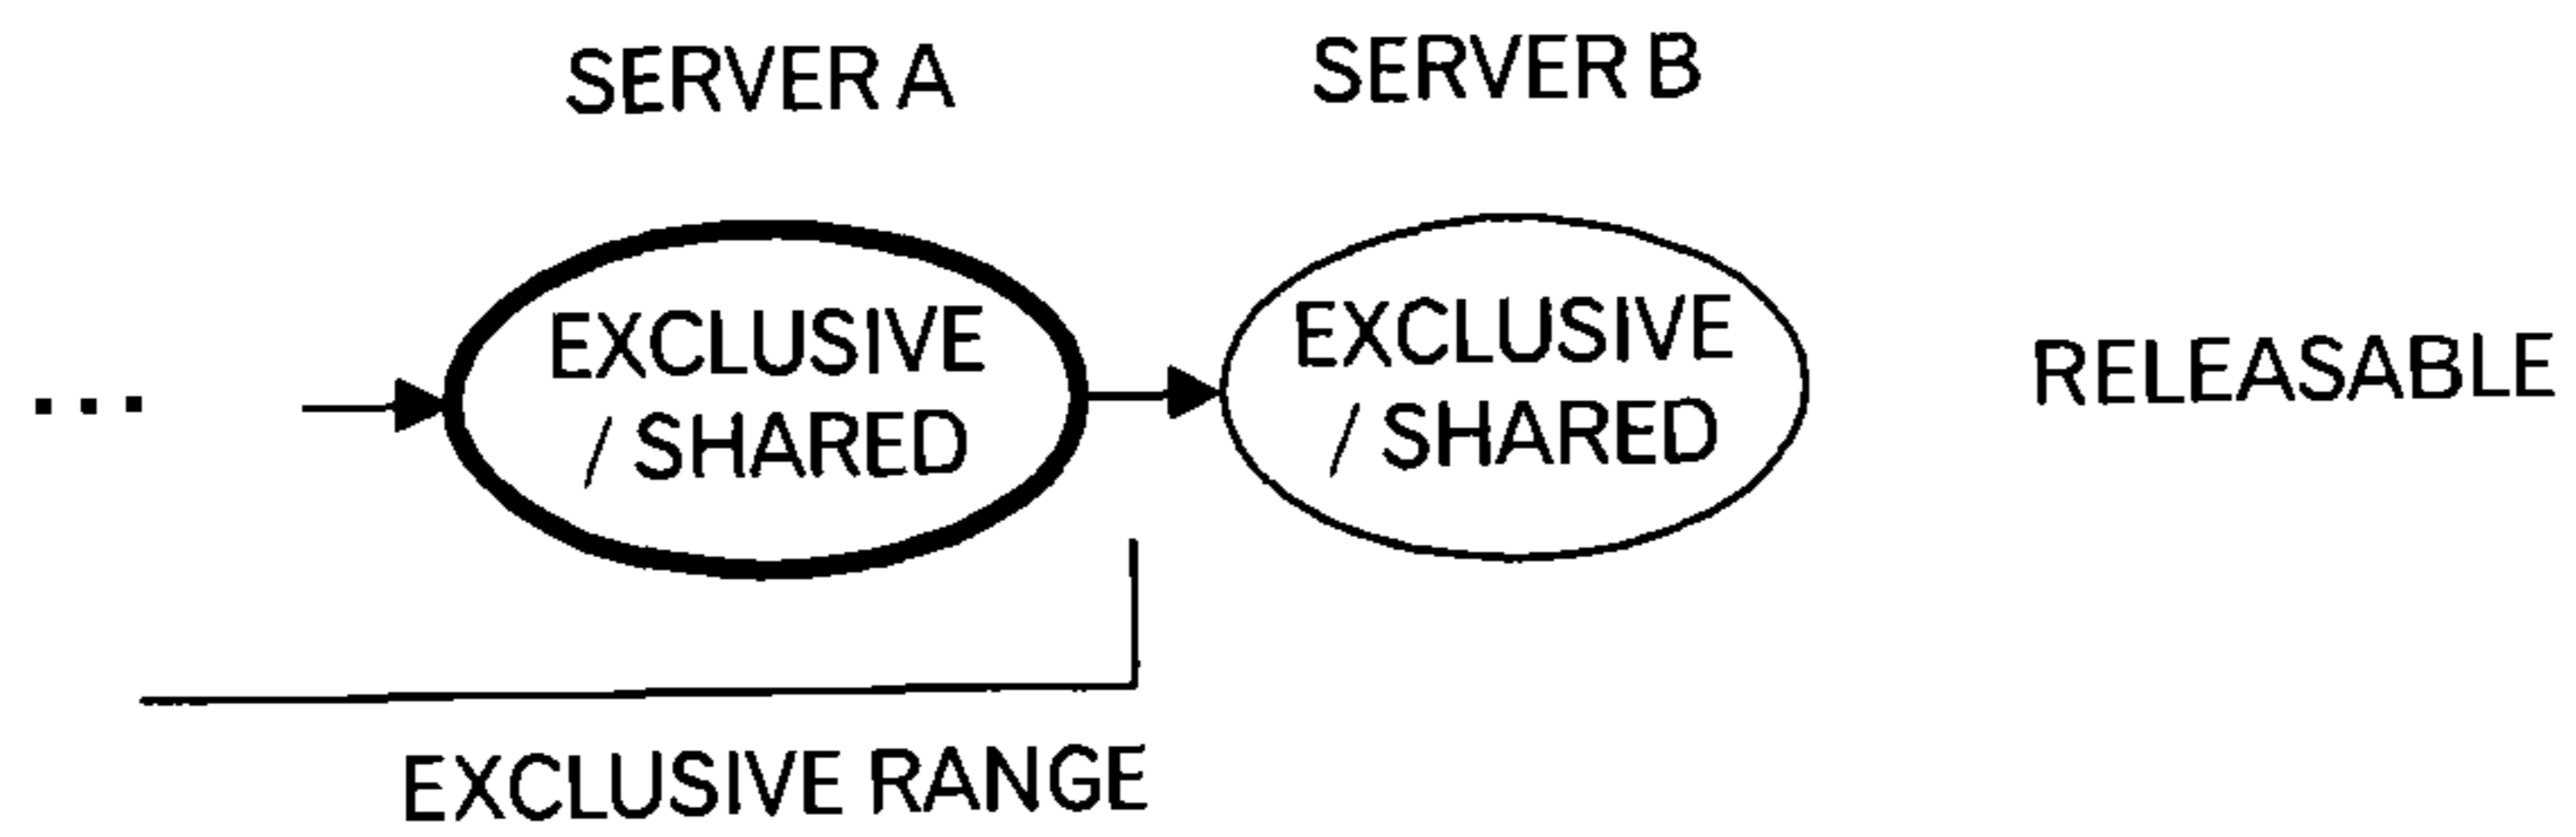 SERVER A
SERVER B
EXCLUSIVE
/ SHARED
EXCLUSIVE
/ SHARED
RELEASABLE
...
EXCLUSIVE RANGE